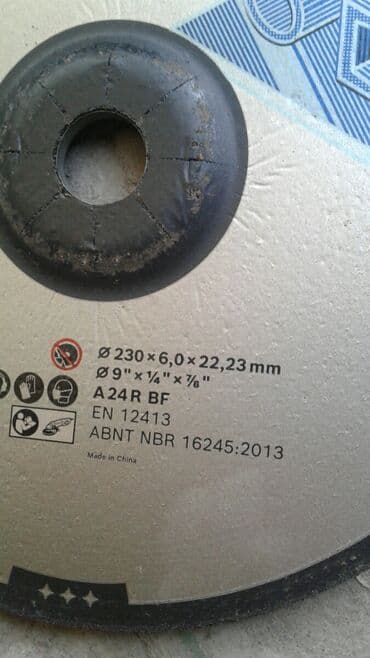 Ø 230 × 6,0 × 22,23 mm
Ø 9" × ¼" × ⅞"
A 24 R BF
EN 12413
ABNT NBR 16245:2013
Made in China